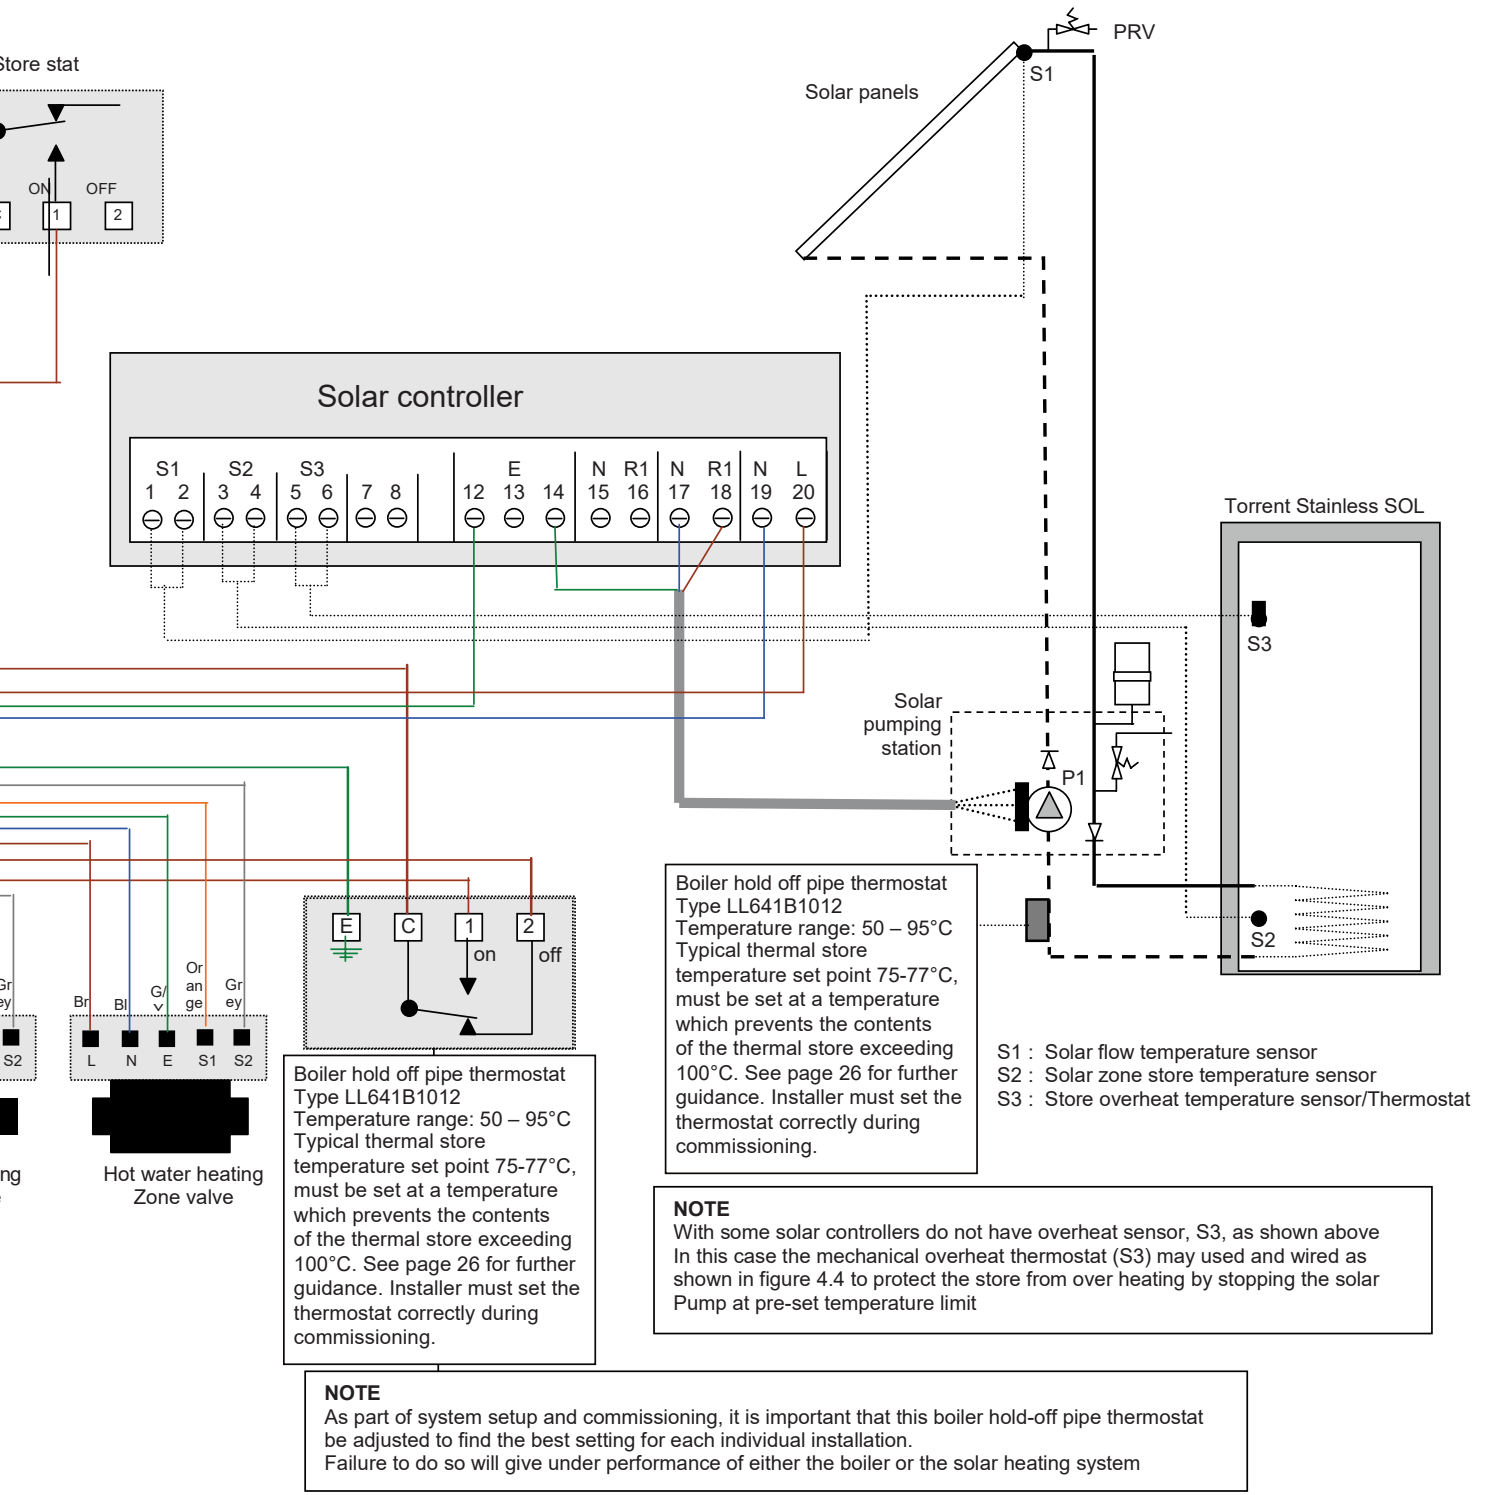 Store stat
ON OFF
1 2
PRV
S1
Solar panels
Solar controller
S1 S2 S3 E N R1 N R1 N L
1 2 3 4 5 6 7 8 12 13 14 15 16 17 18 19 20
Torrent Stainless SOL
S3
Solar
pumping
station
P1
S2
E C 1 2
on off
Gr
ey
S2
Br
Bl
G/
Y
Or
an
ge
Gr
ey
L N E S1 S2
Hot water heating
Zone valve
Boiler hold off pipe thermostat
Type LL641B1012
Temperature range: 50 – 95°C
Typical thermal store
temperature set point 75-77°C,
must be set at a temperature
which prevents the contents
of the thermal store exceeding
100°C. See page 26 for further
guidance. Installer must set the
thermostat correctly during
commissioning.
Boiler hold off pipe thermostat
Type LL641B1012
Temperature range: 50 – 95°C
Typical thermal store
temperature set point 75-77°C,
must be set at a temperature
which prevents the contents
of the thermal store exceeding
100°C. See page 26 for further
guidance. Installer must set the
thermostat correctly during
commissioning.
S1 : Solar flow temperature sensor
S2 : Solar zone store temperature sensor
S3 : Store overheat temperature sensor/Thermostat
NOTE
With some solar controllers do not have overheat sensor, S3, as shown above
In this case the mechanical overheat thermostat (S3) may used and wired as
shown in figure 4.4 to protect the store from over heating by stopping the solar
Pump at pre-set temperature limit
NOTE
As part of system setup and commissioning, it is important that this boiler hold-off pipe thermostat
be adjusted to find the best setting for each individual installation.
Failure to do so will give under performance of either the boiler or the solar heating system